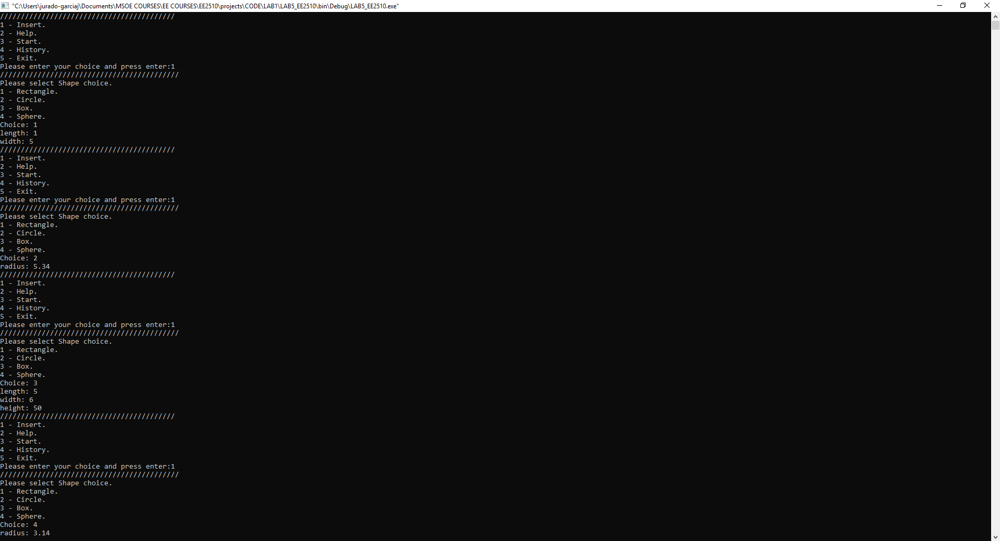 "C:\Users\jurado-garciaj\Documents\MSOE COURSES\EE COURSES\EE2510\projects\CODE\LAB1\LAB5_EE2510\bin\Debug\LAB5_EE2510.exe"
//////////////////////////////////////////
1 - Insert.
2 - Help.
3 - Start.
4 - History.
5 - Exit.
Please enter your choice and press enter:1
///////////////////////////////////////////
Please select Shape choice.
1 - Rectangle.
2 - Circle.
3 - Box.
4 - Sphere.
Choice: 1
length: 1
width: 5
//////////////////////////////////////////
1 - Insert.
2 - Help.
3 - Start.
4 - History.
5 - Exit.
Please enter your choice and press enter:1
///////////////////////////////////////////
Please select Shape choice.
1 - Rectangle.
2 - Circle.
3 - Box.
4 - Sphere.
Choice: 2
radius: 5.34
//////////////////////////////////////////
1 - Insert.
2 - Help.
3 - Start.
4 - History.
5 - Exit.
Please enter your choice and press enter:1
///////////////////////////////////////////
Please select Shape choice.
1 - Rectangle.
2 - Circle.
3 - Box.
4 - Sphere.
Choice: 3
length: 5
width: 6
height: 50
//////////////////////////////////////////
1 - Insert.
2 - Help.
3 - Start.
4 - History.
5 - Exit.
Please enter your choice and press enter:1
///////////////////////////////////////////
Please select Shape choice.
1 - Rectangle.
2 - Circle.
3 - Box.
4 - Sphere.
Choice: 4
radius: 3.14